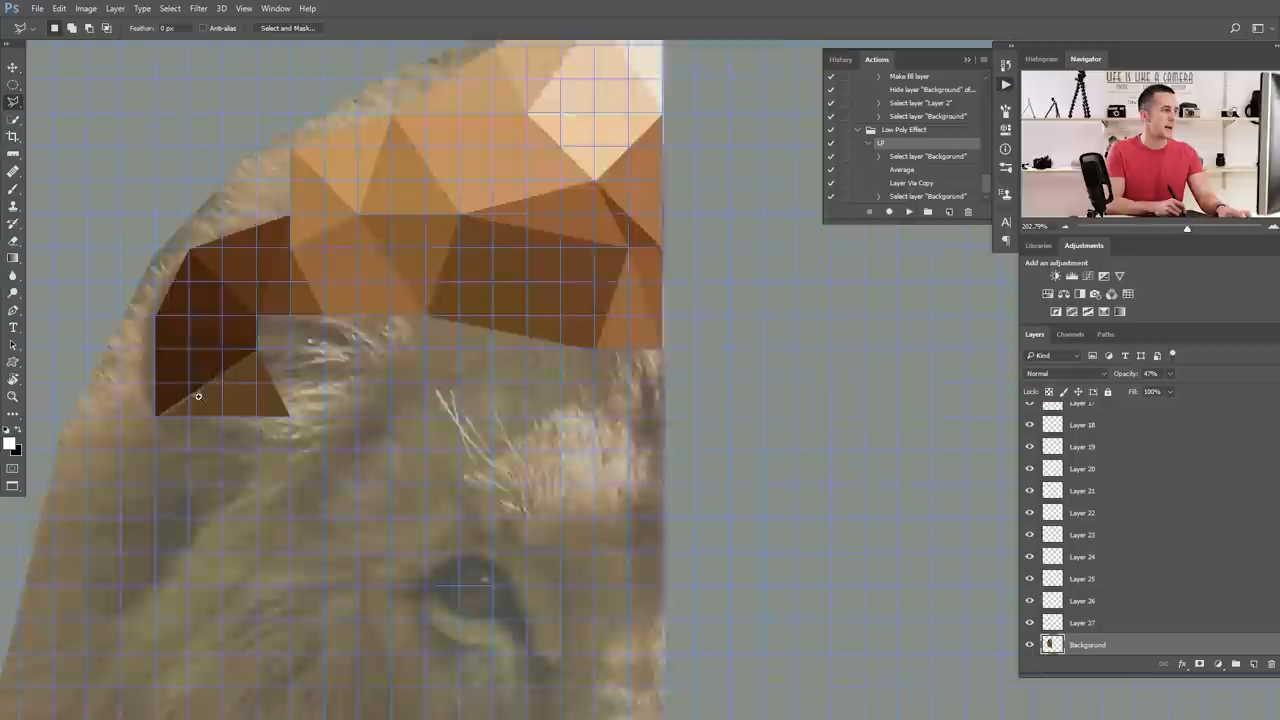 Ps File Edit Image Layer Type Select Filter 3D View Window Help
Feather: 0 px Anti-alias Select and Mask...
History Actions
Make fill layer
Hide layer "Background" of...
Select layer "Layer 2"
Select layer "Background"
Low Poly Effect
LP
Select layer "Background"
Average
Layer Via Copy
Select layer "Background"
Histogram Navigator
LIFE IS LIKE A CAMERA
202.79%
Libraries Adjustments
Add an adjustment
Layers Channels Paths
Kind
Normal Opacity: 47%
Lock: Fill: 100%
Layer 17
Layer 18
Layer 19
Layer 20
Layer 21
Layer 22
Layer 23
Layer 24
Layer 25
Layer 26
Layer 27
Background